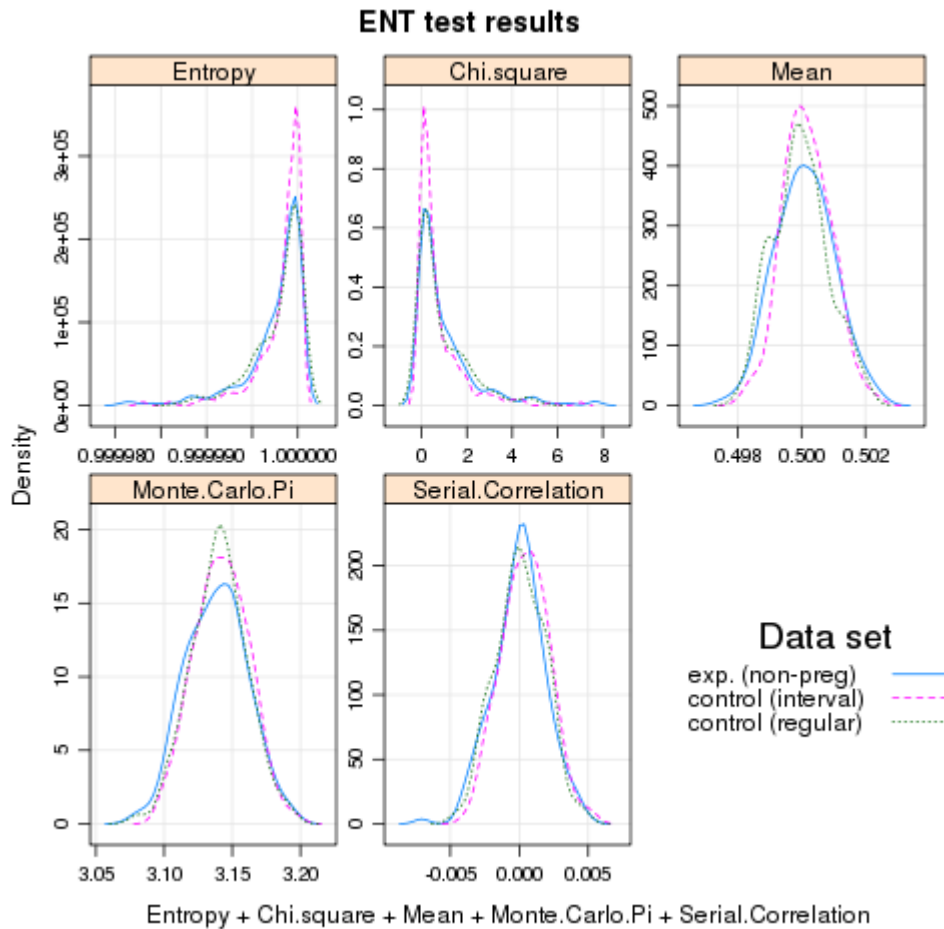 ENT test results
Entropy
Chi.square
Mean
0e+00 1e+05 2e+05 3e+05
0.0 0.2 0.4 0.6 0.8 1.0
0 100 200 300 400 500
0.999980 0.999990 1.000000
0 2 4 6 8
0.498 0.500 0.502
Density
Monte.Carlo.Pi
Serial.Correlation
0 5 10 15 20
0 50 100 150 200
3.05 3.10 3.15 3.20
-0.005 0.000 0.005
Data set
exp. (non-preg)
control (interval)
control (regular)
Entropy + Chi.square + Mean + Monte.Carlo.Pi + Serial.Correlation